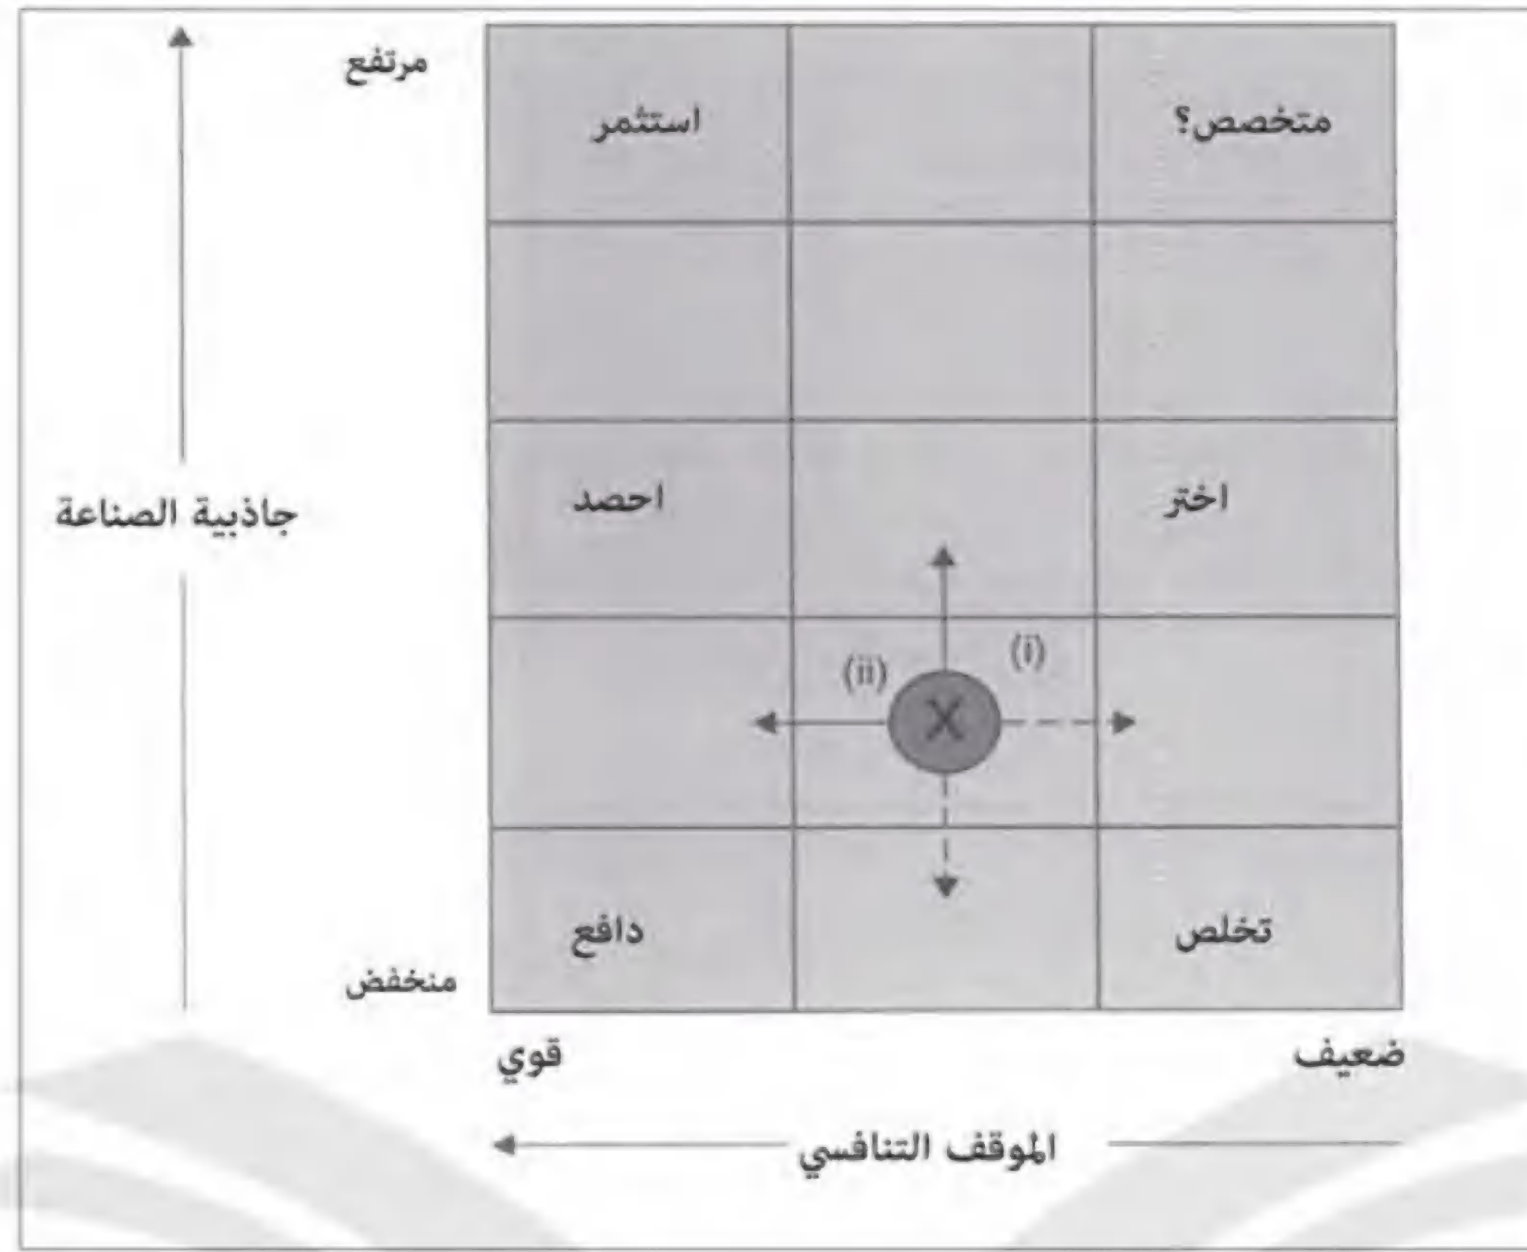 مرتفع
استثمر
متخصص؟
جاذبية الصناعة
احصد
اختر
(ii)
(i)
X
دافع
تخلص
منخفض
قوي
ضعيف
الموقف التنافسي